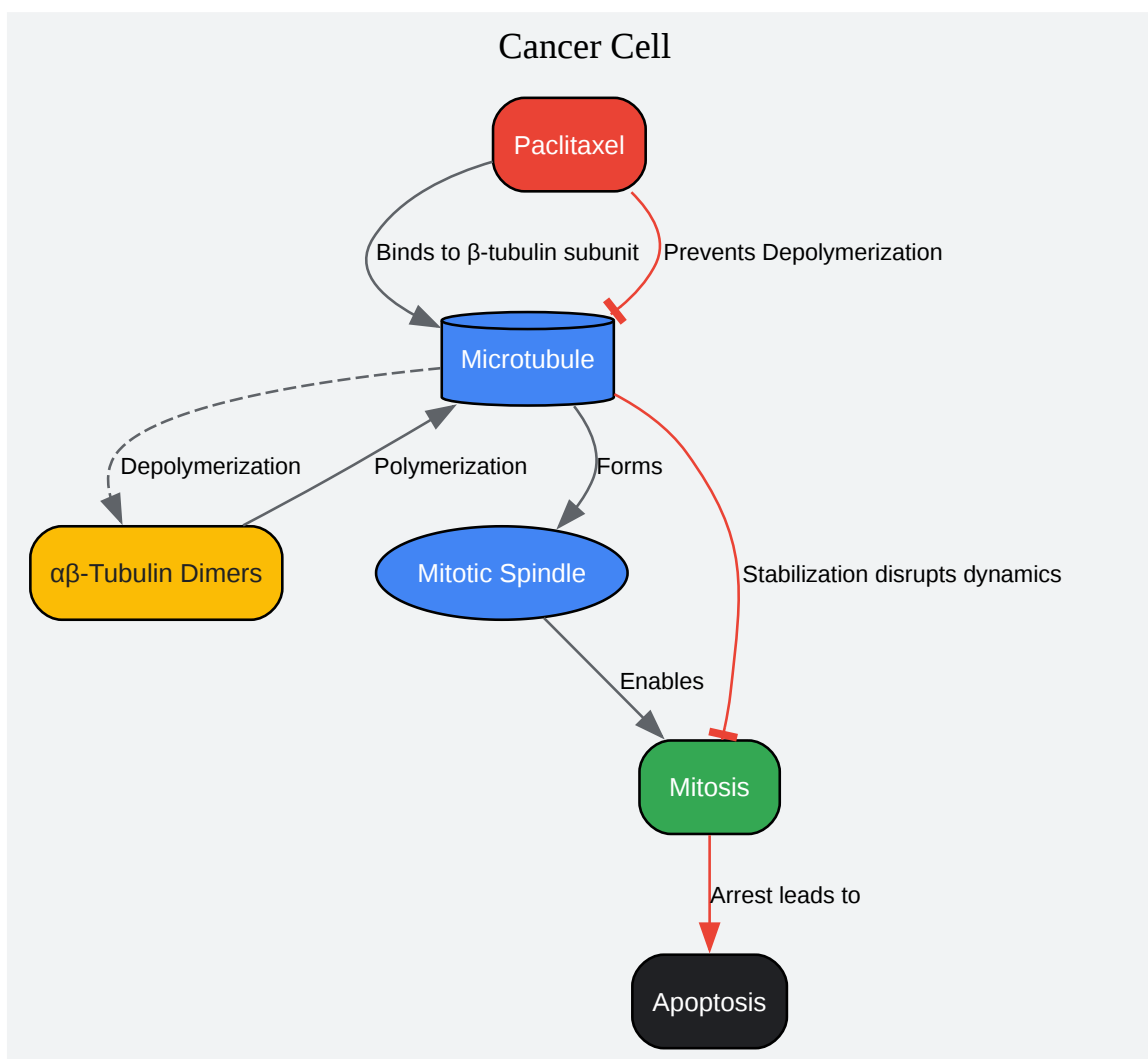 Cancer Cell
Paclitaxel
Binds to β-tubulin subunit
Prevents Depolymerization
Microtubule
Depolymerization
Polymerization
Forms
αβ-Tubulin Dimers
Mitotic Spindle
Stabilization disrupts dynamics
Enables
Mitosis
Arrest leads to
Apoptosis